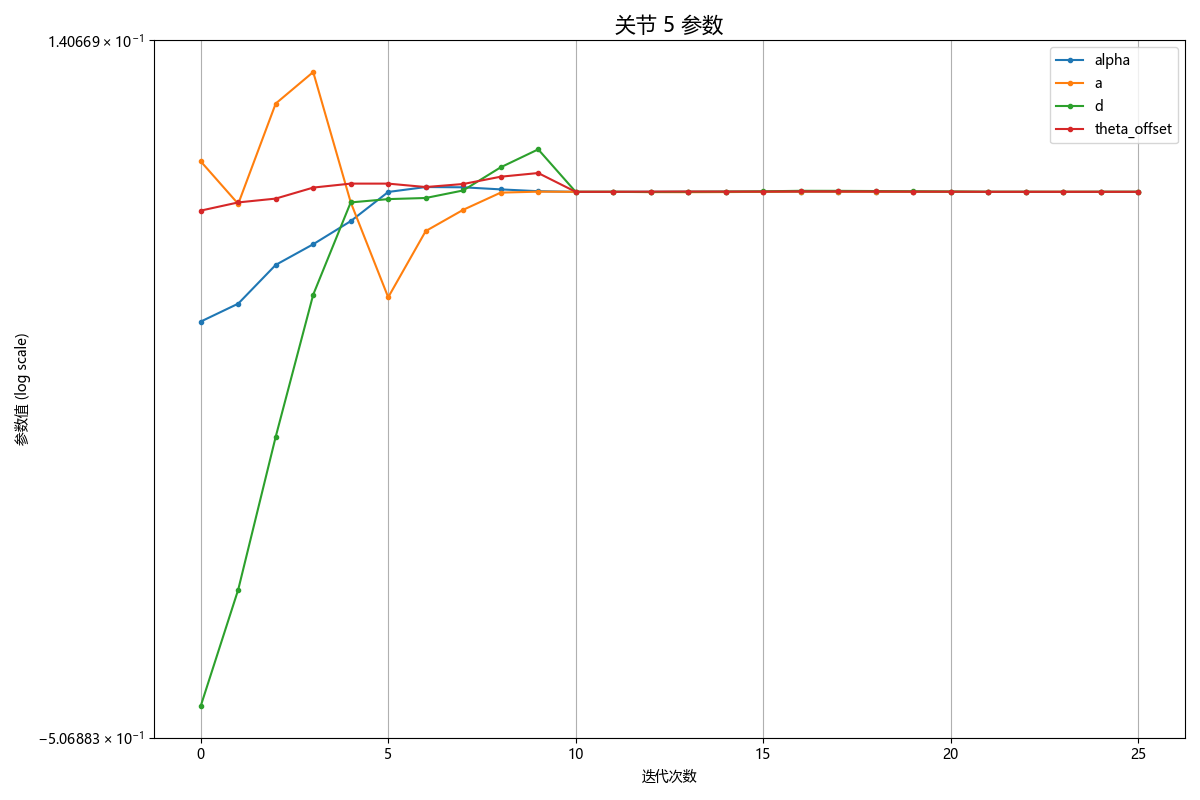 关节 5 参数
1.40669 × 10⁻¹
−5.06883 × 10⁻¹
参数值 (log scale)
alpha
a
d
theta_offset
0 5 10 15 20 25
迭代次数